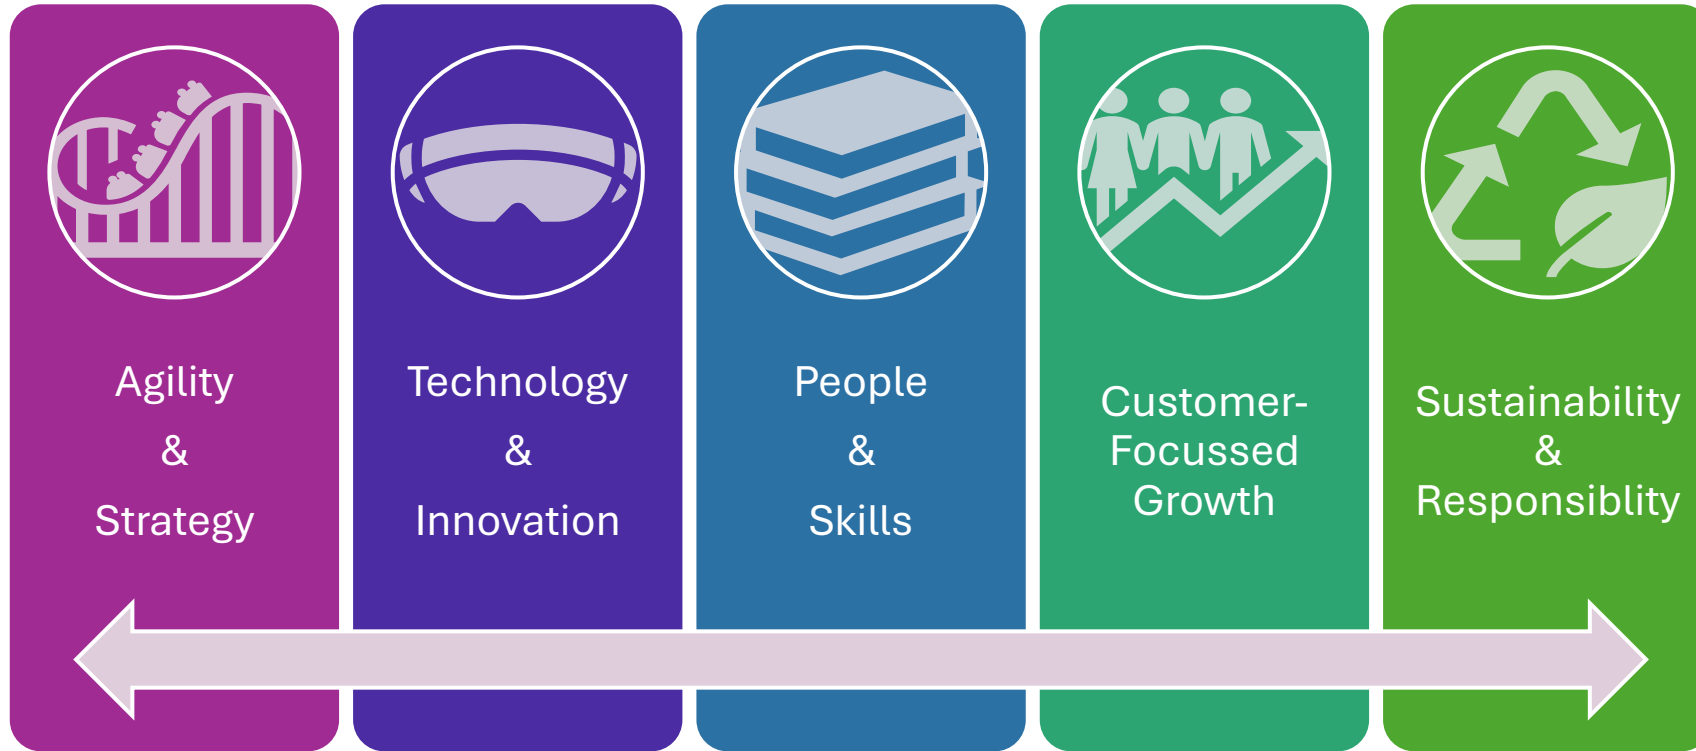 Agility
&
Strategy
Technology
&
Innovation
People
&
Skills
Customer-
Focussed
Growth
Sustainability
&
Responsiblity